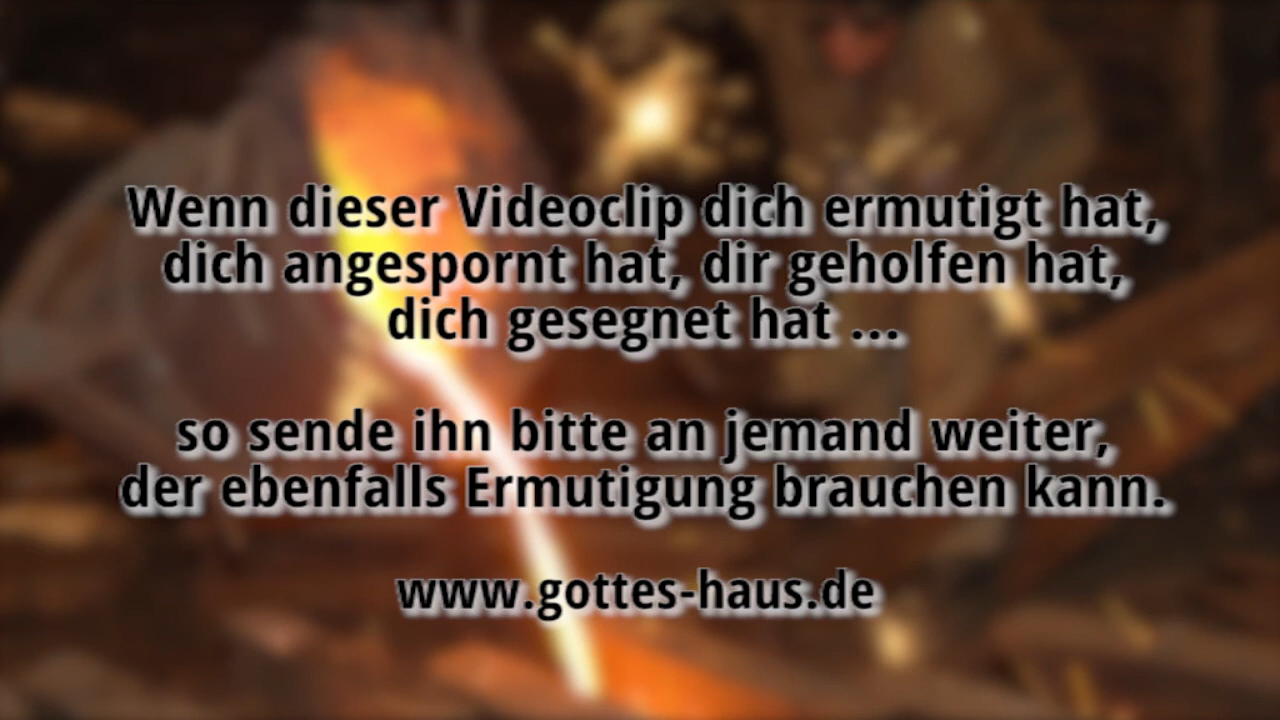 Wenn dieser Videoclip dich ermutigt hat,
dich angespornt hat, dir geholfen hat,
dich gesegnet hat ...
so sende ihn bitte an jemand weiter,
der ebenfalls Ermutigung brauchen kann.
www.gottes-haus.de